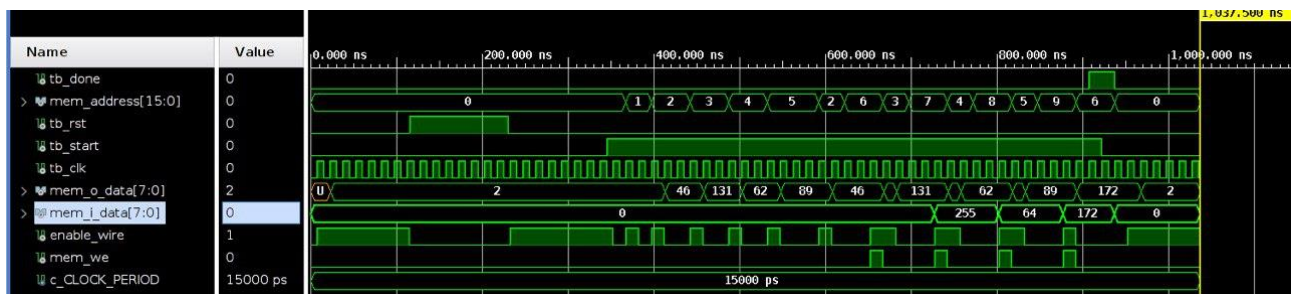 1,037.500 ns
Name Value 0.000 ns 200.000 ns 400.000 ns 600.000 ns 800.000 ns 1,000.000 ns
tb_done 0
mem_address[15:0] 0 0 1 2 3 4 5 2 6 3 7 4 8 5 9 6 0
tb_rst 0
tb_start 0
tb_clk 0
mem_o_data[7:0] 2 U 2 46 131 62 89 46 131 62 89 172 2
mem_i_data[7:0] 0 0 255 64 172 0
enable_wire 1
mem_we 0
c_CLOCK_PERIOD 15000 ps 15000 ps